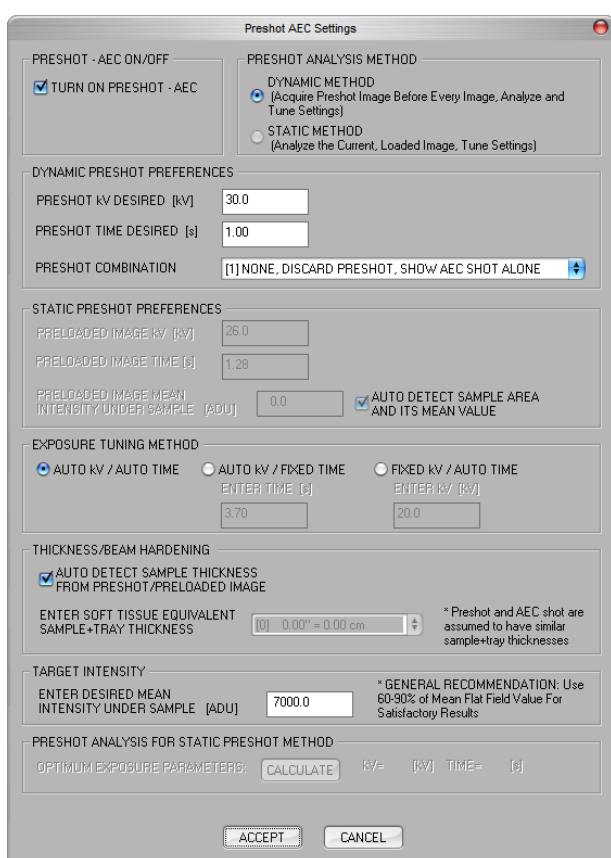 Preshot AEC Settings
PRESHOT - AEC ON/OFF
TURN ON PRESHOT - AEC
PRESHOT ANALYSIS METHOD
DYNAMIC METHOD
(Acquire Preshot Image Before Every Image, Analyze and
Tune Settings)
STATIC METHOD
(Analyze the Current, Loaded Image, Tune Settings)
DYNAMIC PRESHOT PREFERENCES
PRESHOT kV DESIRED [kV]
30.0
PRESHOT TIME DESIRED [s]
1.00
PRESHOT COMBINATION
[1] NONE, DISCARD PRESHOT, SHOW AEC SHOT ALONE
STATIC PRESHOT PREFERENCES
PRELOADED IMAGE kV [kV]
26.0
PRELOADED IMAGE TIME [s]
1.28
PRELOADED IMAGE MEAN
INTENSITY UNDER SAMPLE [ADU]
0.0
AUTO DETECT SAMPLE AREA
AND ITS MEAN VALUE
EXPOSURE TUNING METHOD
AUTO kV / AUTO TIME
AUTO kV / FIXED TIME
FIXED kV / AUTO TIME
ENTER TIME [s]
ENTER kV [kV]
3.70
20.0
THICKNESS/BEAM HARDENING
AUTO DETECT SAMPLE THICKNESS
FROM PRESHOT/PRELOADED IMAGE
ENTER SOFT TISSUE EQUIVALENT
SAMPLE+TRAY THICKNESS
[0] 0.00" = 0.00 cm
* Preshot and AEC shot are
assumed to have similar
sample+tray thicknesses
TARGET INTENSITY
ENTER DESIRED MEAN
INTENSITY UNDER SAMPLE [ADU]
7000.0
* GENERAL RECOMMENDATION: Use
60-90% of Mean Flat Field Value For
Satisfactory Results
PRESHOT ANALYSIS FOR STATIC PRESHOT METHOD
OPTIMUM EXPOSURE PARAMETERS:
CALCULATE
kV= [kV] TIME= [s]
ACCEPT
CANCEL